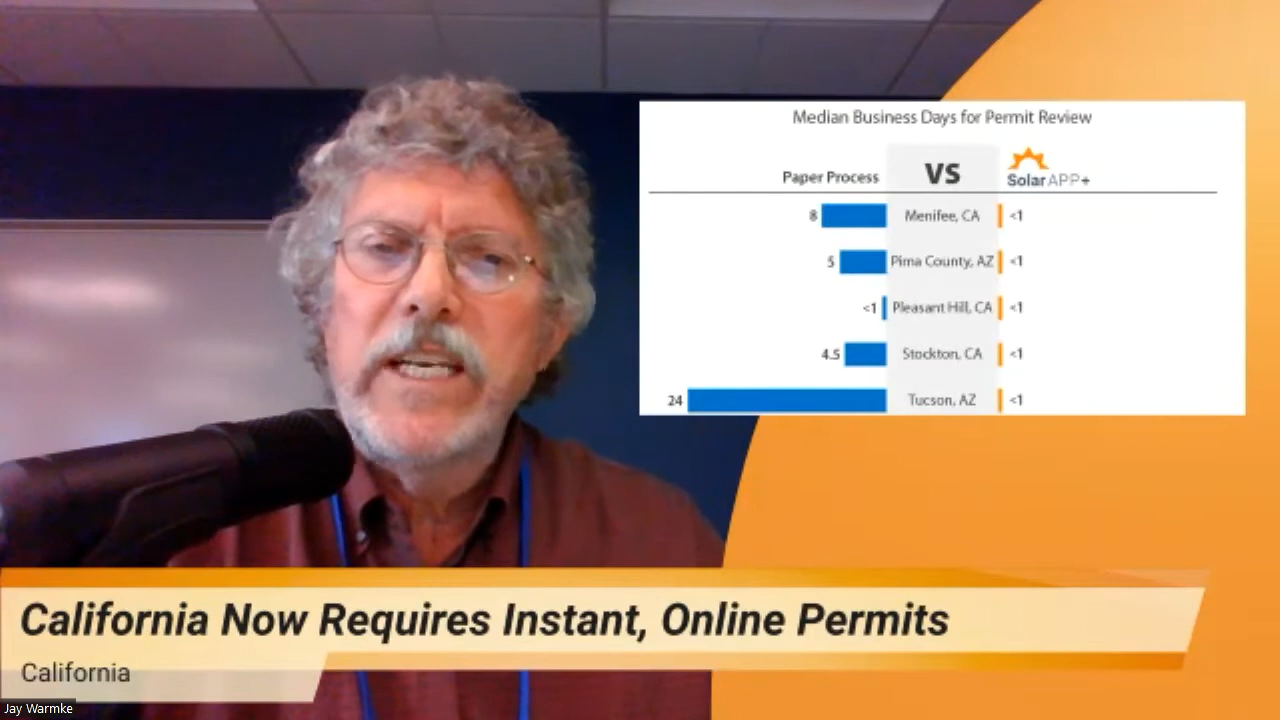 Median Business Days for Permit Review
Paper Process VS SolarAPP+
8 Menifee, CA <1
5 Pima County, AZ <1
<1 Pleasant Hill, CA <1
4.5 Stockton, CA <1
24 Tucson, AZ <1
California Now Requires Instant, Online Permits
California
Jay Warmke